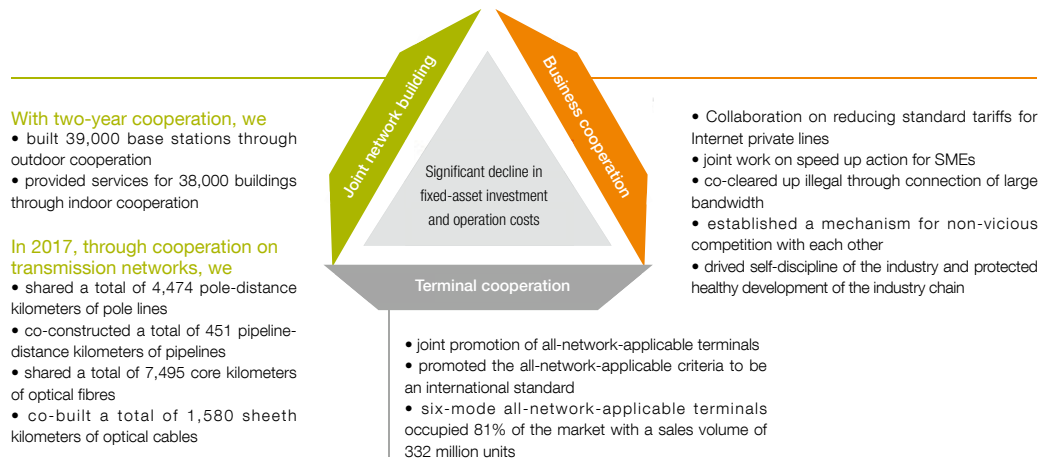 Joint network building
Business cooperation
Significant decline in
fixed-asset investment
and operation costs
Terminal cooperation
With two-year cooperation, we
• built 39,000 base stations through
outdoor cooperation
• provided services for 38,000 buildings
through indoor cooperation
In 2017, through cooperation on
transmission networks, we
• shared a total of 4,474 pole-distance
kilometers of pole lines
• co-constructed a total of 451 pipeline-
distance kilometers of pipelines
• shared a total of 7,495 core kilometers
of optical fibres
• co-built a total of 1,580 sheeth
kilometers of optical cables
• Collaboration on reducing standard tariffs for
Internet private lines
• joint work on speed up action for SMEs
• co-cleared up illegal through connection of large
bandwidth
• established a mechanism for non-vicious
competition with each other
• drived self-discipline of the industry and protected
healthy development of the industry chain
• joint promotion of all-network-applicable terminals
• promoted the all-network-applicable criteria to be
an international standard
• six-mode all-network-applicable terminals
occupied 81% of the market with a sales volume of
332 million units